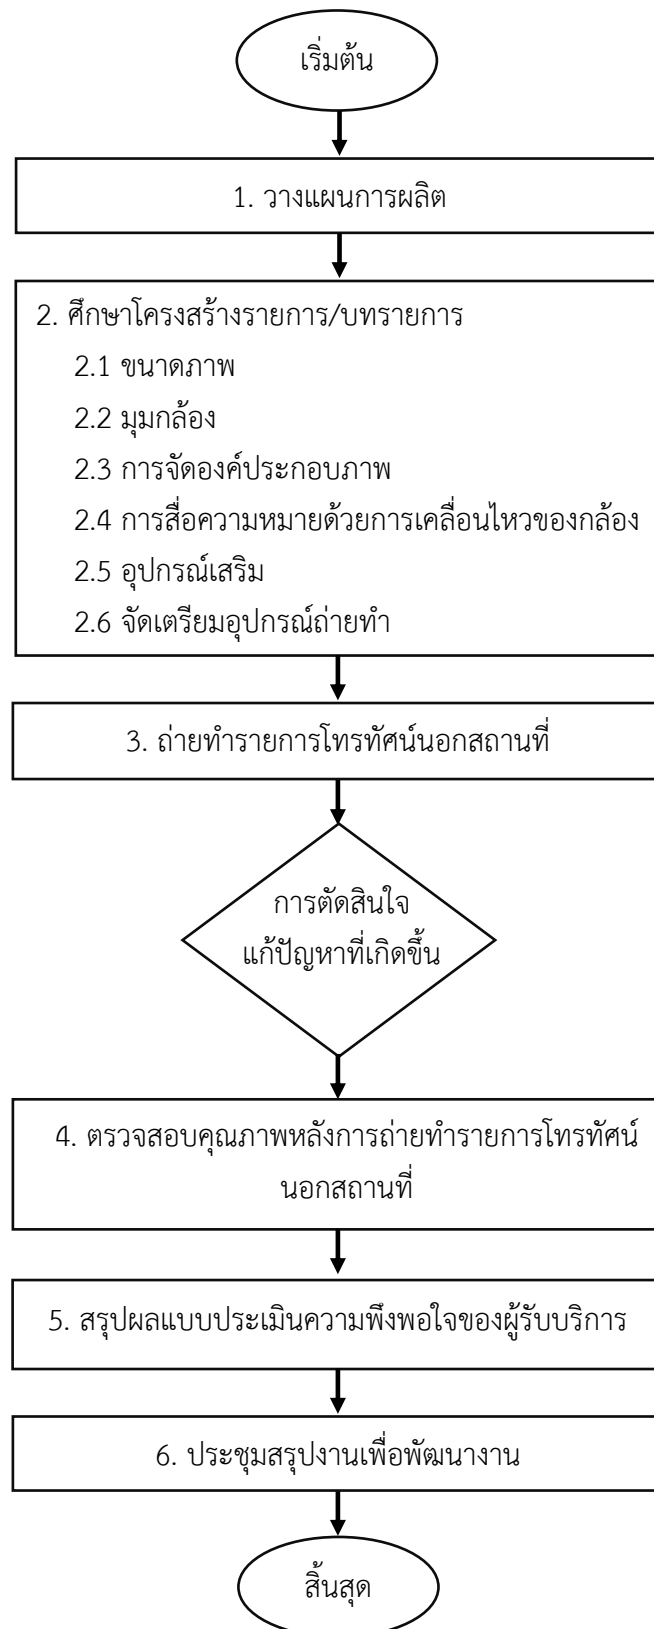 เริ่มต้น
1. วางแผนการผลิต
2. ศึกษาโครงสร้างรายการ/บทรายการ
2.1 ขนาดภาพ
2.2 มุมกล้อง
2.3 การจัดองค์ประกอบภาพ
2.4 การสื่อความหมายด้วยการเคลื่อนไหวของกล้อง
2.5 อุปกรณ์เสริม
2.6 จัดเตรียมอุปกรณ์ถ่ายทำ
3. ถ่ายทำรายการโทรทัศน์นอกสถานที่
การตัดสินใจ
แก้ปัญหาที่เกิดขึ้น
4. ตรวจสอบคุณภาพหลังการถ่ายทำรายการโทรทัศน์
นอกสถานที่
5. สรุปผลแบบประเมินความพึงพอใจของผู้รับบริการ
6. ประชุมสรุปงานเพื่อพัฒนางาน
สิ้นสุด